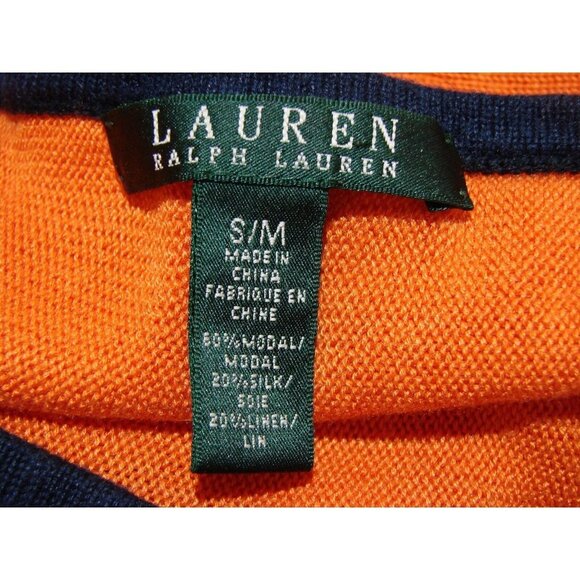 LAUREN
RALPH LAUREN
S/M
MADE IN
CHINA
FABRIQUE EN
CHINE
60%MODAL/
MODAL
20%SILK/
SOIE
20%LINEN/
LIN